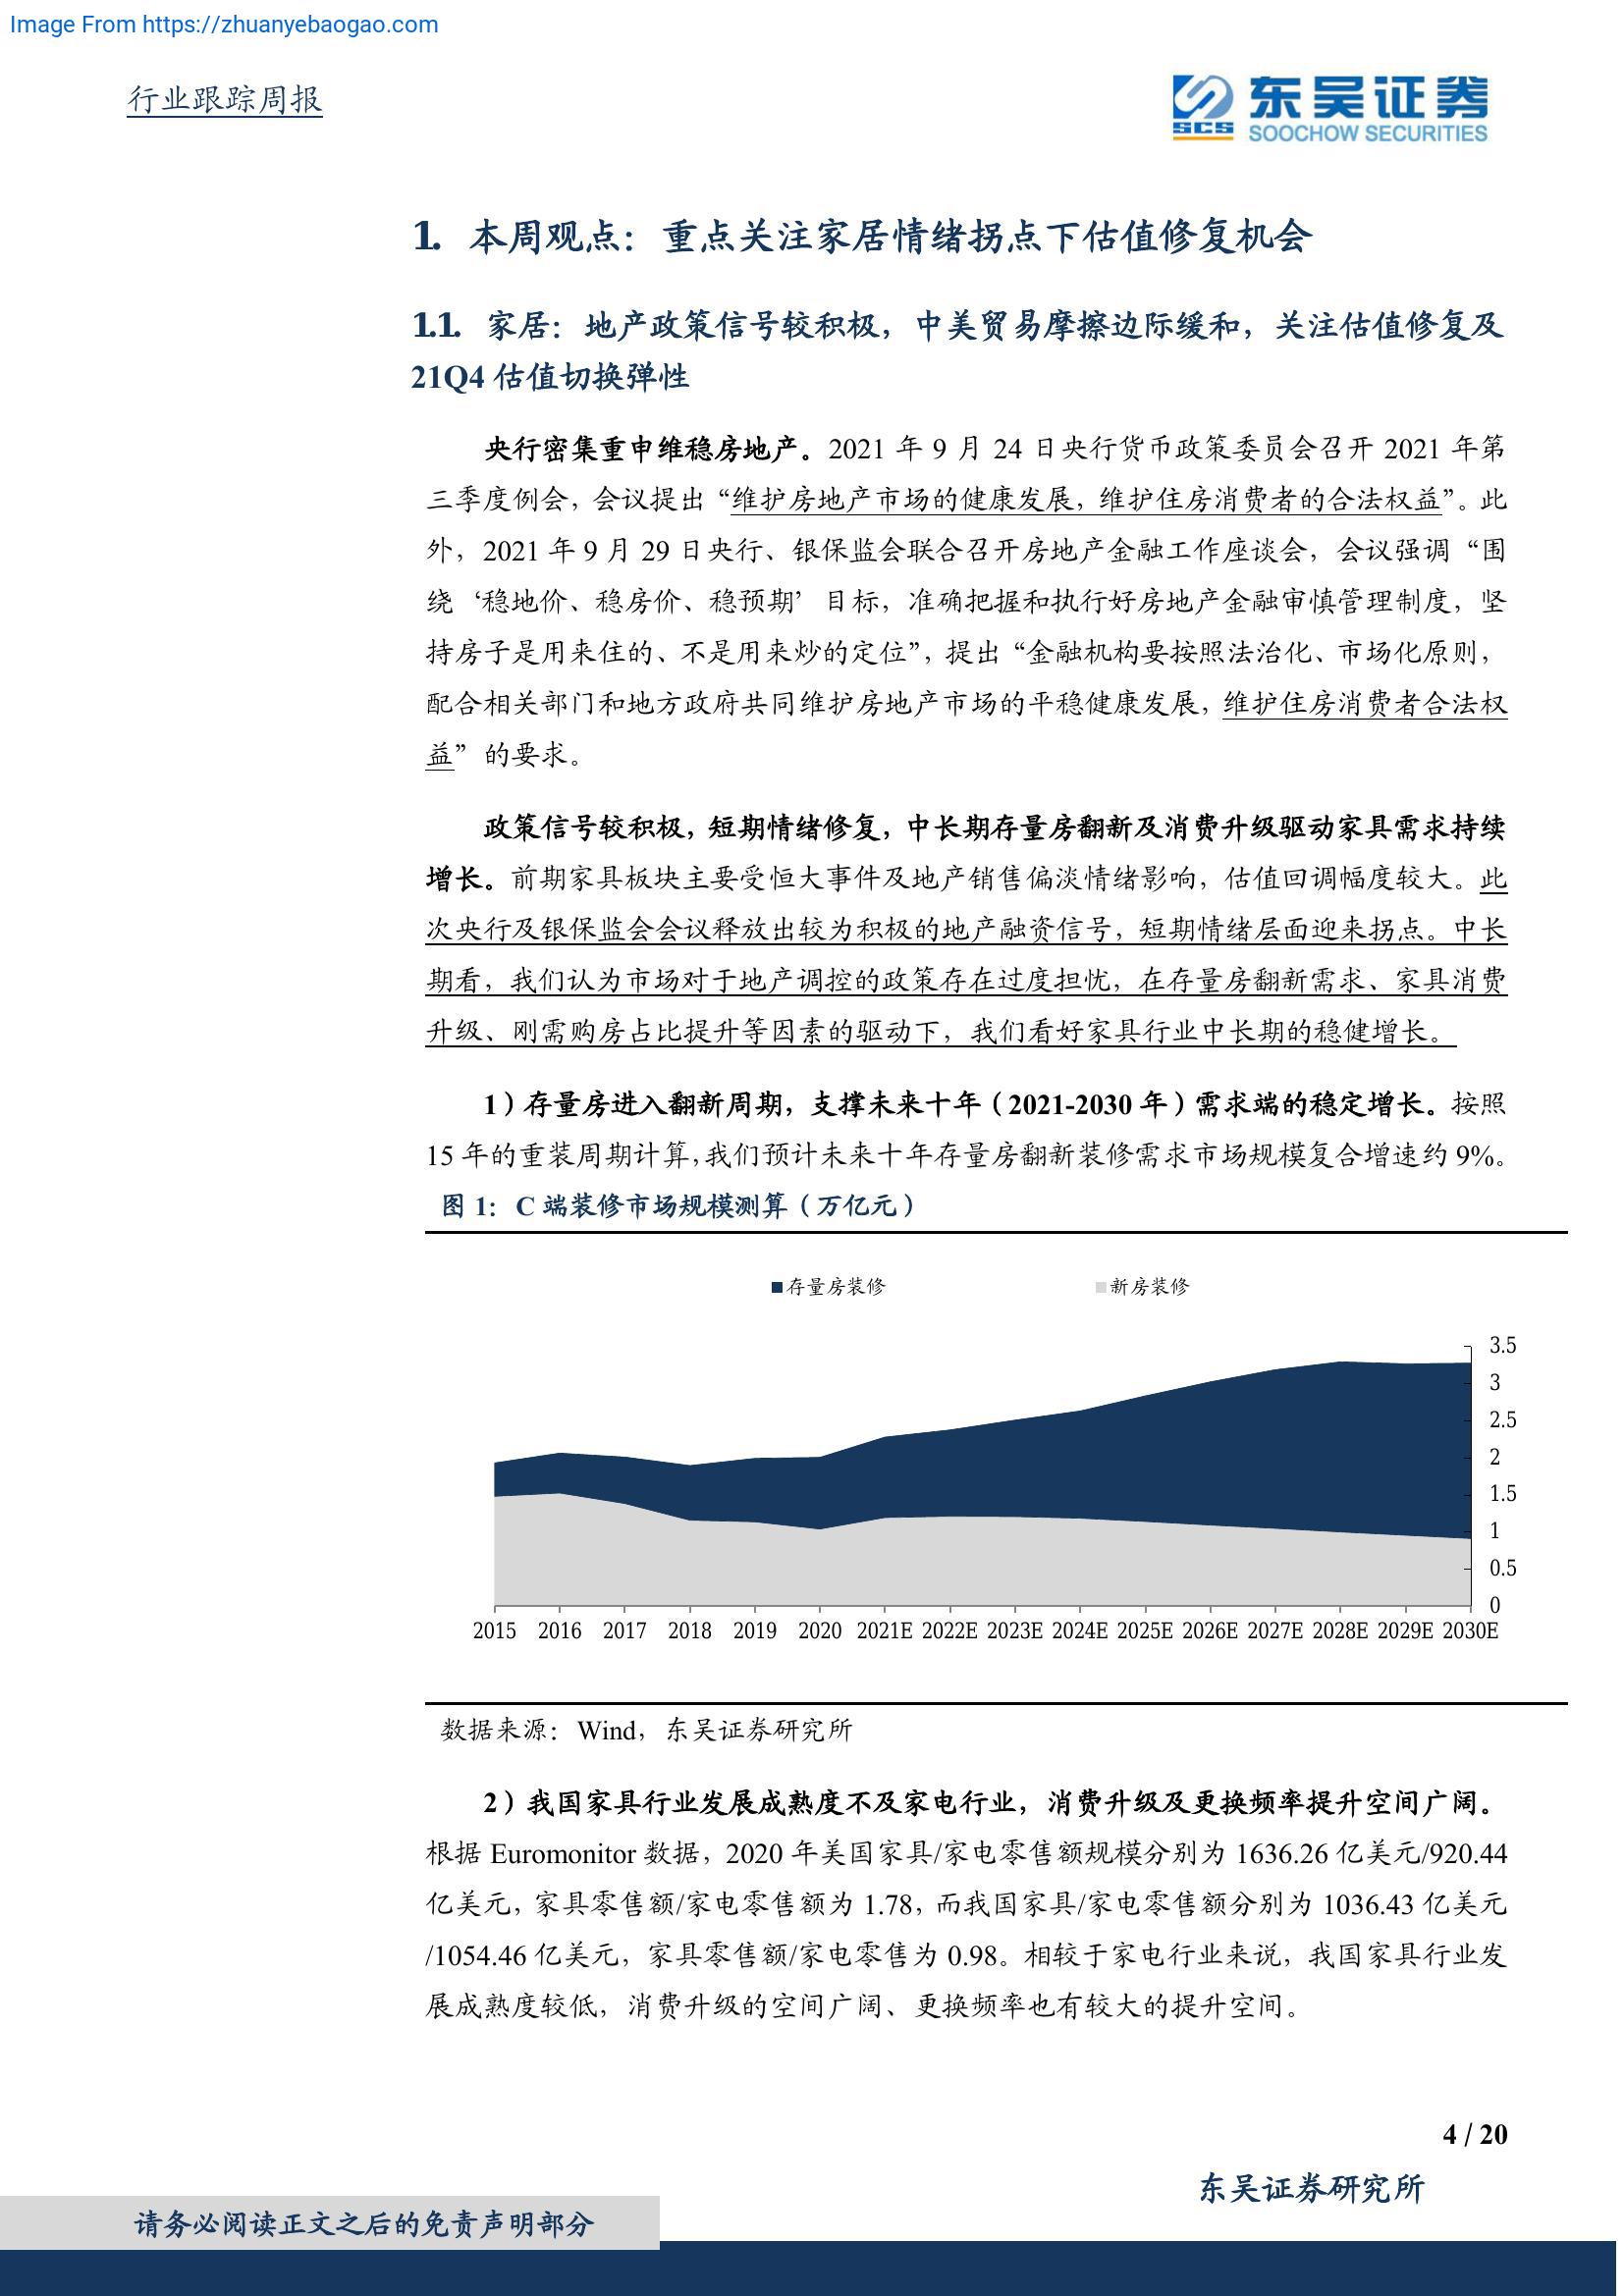 Image From https://zhuanyebaogao.com
行业跟踪周报
SCS
东吴证券
SOOCHOW SECURITIES
1. 本周观点：重点关注家居情绪拐点下估值修复机会
1.1. 家居：地产政策信号较积极，中美贸易摩擦边际缓和，关注估值修复及
21Q4 估值切换弹性
央行密集重申维稳房地产。2021 年 9 月 24 日央行货币政策委员会召开 2021 年第
三季度例会，会议提出“维护房地产市场的健康发展，维护住房消费者的合法权益”。此
外，2021 年 9 月 29 日央行、银保监会联合召开房地产金融工作座谈会，会议强调“围
绕‘稳地价、稳房价、稳预期’目标，准确把握和执行好房地产金融审慎管理制度，坚
持房子是用来住的、不是用来炒的定位”，提出“金融机构要按照法治化、市场化原则，
配合相关部门和地方政府共同维护房地产市场的平稳健康发展，维护住房消费者合法权
益”的要求。
政策信号较积极，短期情绪修复，中长期存量房翻新及消费升级驱动家具需求持续
增长。前期家具板块主要受恒大事件及地产销售偏淡情绪影响，估值回调幅度较大。此
次央行及银保监会会议释放出较为积极的地产融资信号，短期情绪层面迎来拐点。中长
期看，我们认为市场对于地产调控的政策存在过度担忧，在存量房翻新需求、家具消费
升级、刚需购房占比提升等因素的驱动下，我们看好家具行业中长期的稳健增长。
1）存量房进入翻新周期，支撑未来十年（2021-2030 年）需求端的稳定增长。按照
15 年的重装周期计算，我们预计未来十年存量房翻新装修需求市场规模复合增速约 9%。
图 1：C 端装修市场规模测算（万亿元）
存量房装修 新房装修
3.5
3
2.5
2
1.5
1
0.5
0
2015 2016 2017 2018 2019 2020 2021E 2022E 2023E 2024E 2025E 2026E 2027E 2028E 2029E 2030E
数据来源：Wind，东吴证券研究所
2）我国家具行业发展成熟度不及家电行业，消费升级及更换频率提升空间广阔。
根据 Euromonitor 数据，2020 年美国家具/家电零售额规模分别为 1636.26 亿美元/920.44
亿美元，家具零售额/家电零售额为 1.78，而我国家具/家电零售额分别为 1036.43 亿美元
/1054.46 亿美元，家具零售额/家电零售为 0.98。相较于家电行业来说，我国家具行业发
展成熟度较低，消费升级的空间广阔、更换频率也有较大的提升空间。
4 / 20
东吴证券研究所
请务必阅读正文之后的免责声明部分